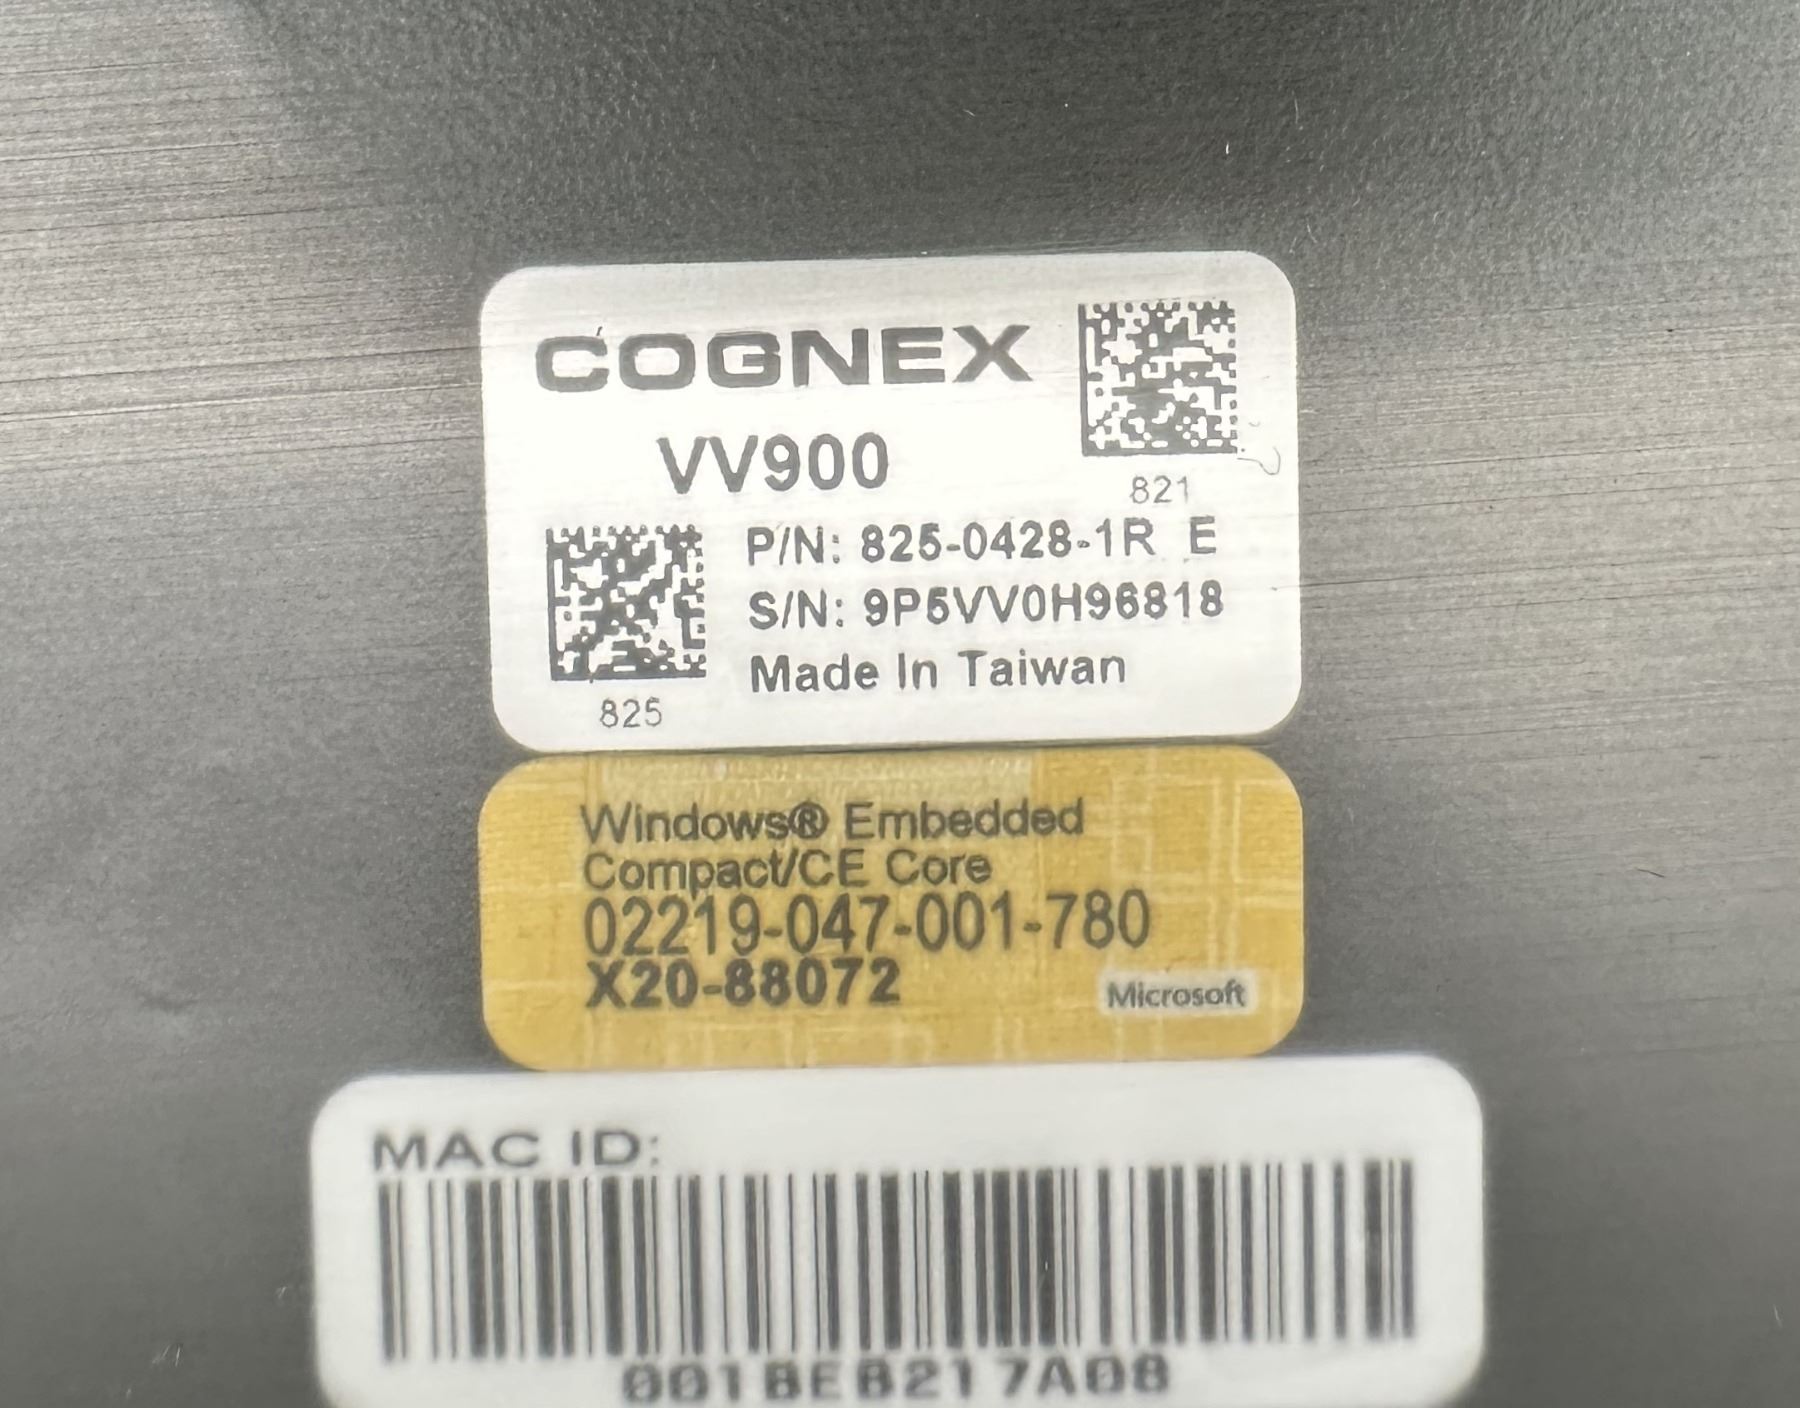 COGNEX
VV900
821
P/N: 825-0428-1R E
S/N: 9P5VV0H96818
Made In Taiwan
825
Windows® Embedded
Compact/CE Core
02219-047-001-780
X20-88072
Microsoft
MAC ID:
001BEB217A08